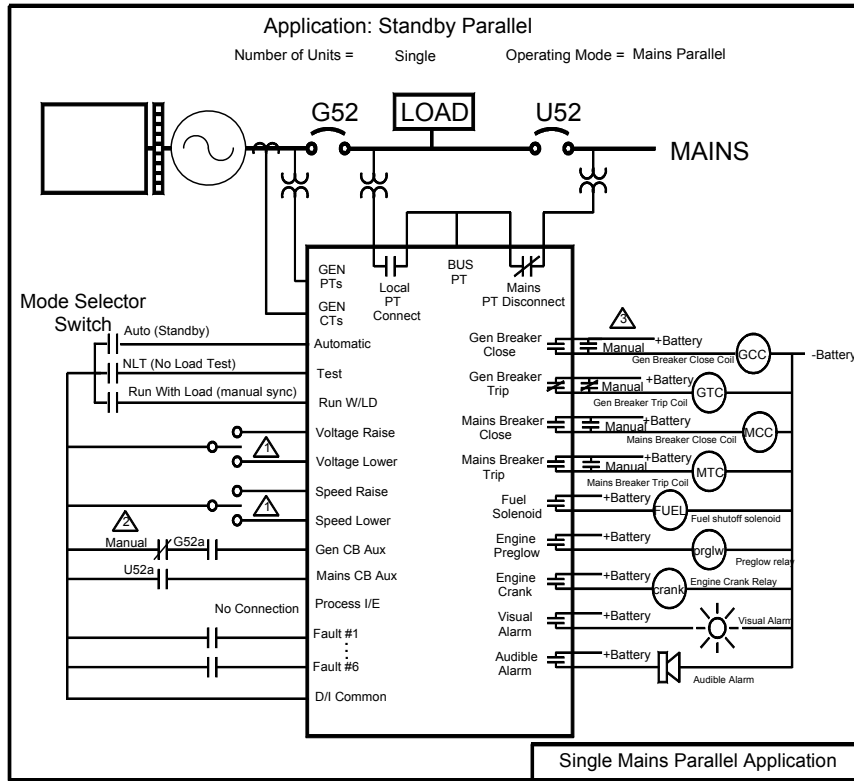 Application: Standby Parallel
Number of Units = Single Operating Mode = Mains Parallel
G52
LOAD
U52
MAINS
GEN
PTs
GEN
CTs
Local
PT
Connect
BUS
PT
Mains
PT Disconnect
Mode Selector
Switch
Auto (Standby)
NLT (No Load Test)
Run With Load (manual sync)
1
1
2
Manual
G52a
U52a
No Connection
Automatic
Test
Run W/LD
Voltage Raise
Voltage Lower
Speed Raise
Speed Lower
Gen CB Aux
Mains CB Aux
Process I/E
Fault #1
Fault #6
D/I Common
Gen Breaker
Close
Gen Breaker
Trip
Mains Breaker
Close
Mains Breaker
Trip
Fuel
Solenoid
Engine
Preglow
Engine
Crank
Visual
Alarm
Audible
Alarm
3
+Battery
Manual
Gen Breaker Close Coil
GCC
-Battery
+Battery
Manual
Gen Breaker Trip Coil
GTC
+Battery
Manual
Mains Breaker Close Coil
MCC
+Battery
Manual
Mains Breaker Trip Coil
MTC
+Battery
FUEL
Fuel shutoff solenoid
+Battery
prglw
Preglow relay
+Battery
crank
Engine Crank Relay
+Battery
Visual Alarm
+Battery
Audible Alarm
Single Mains Parallel Application